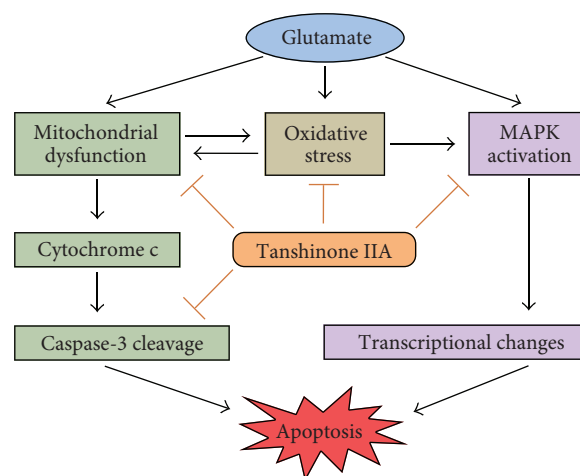 Glutamate
Mitochondrial
dysfunction
Oxidative
stress
MAPK
activation
Cytochrome c
Tanshinone IIA
Caspase-3 cleavage
Transcriptional changes
Apoptosis